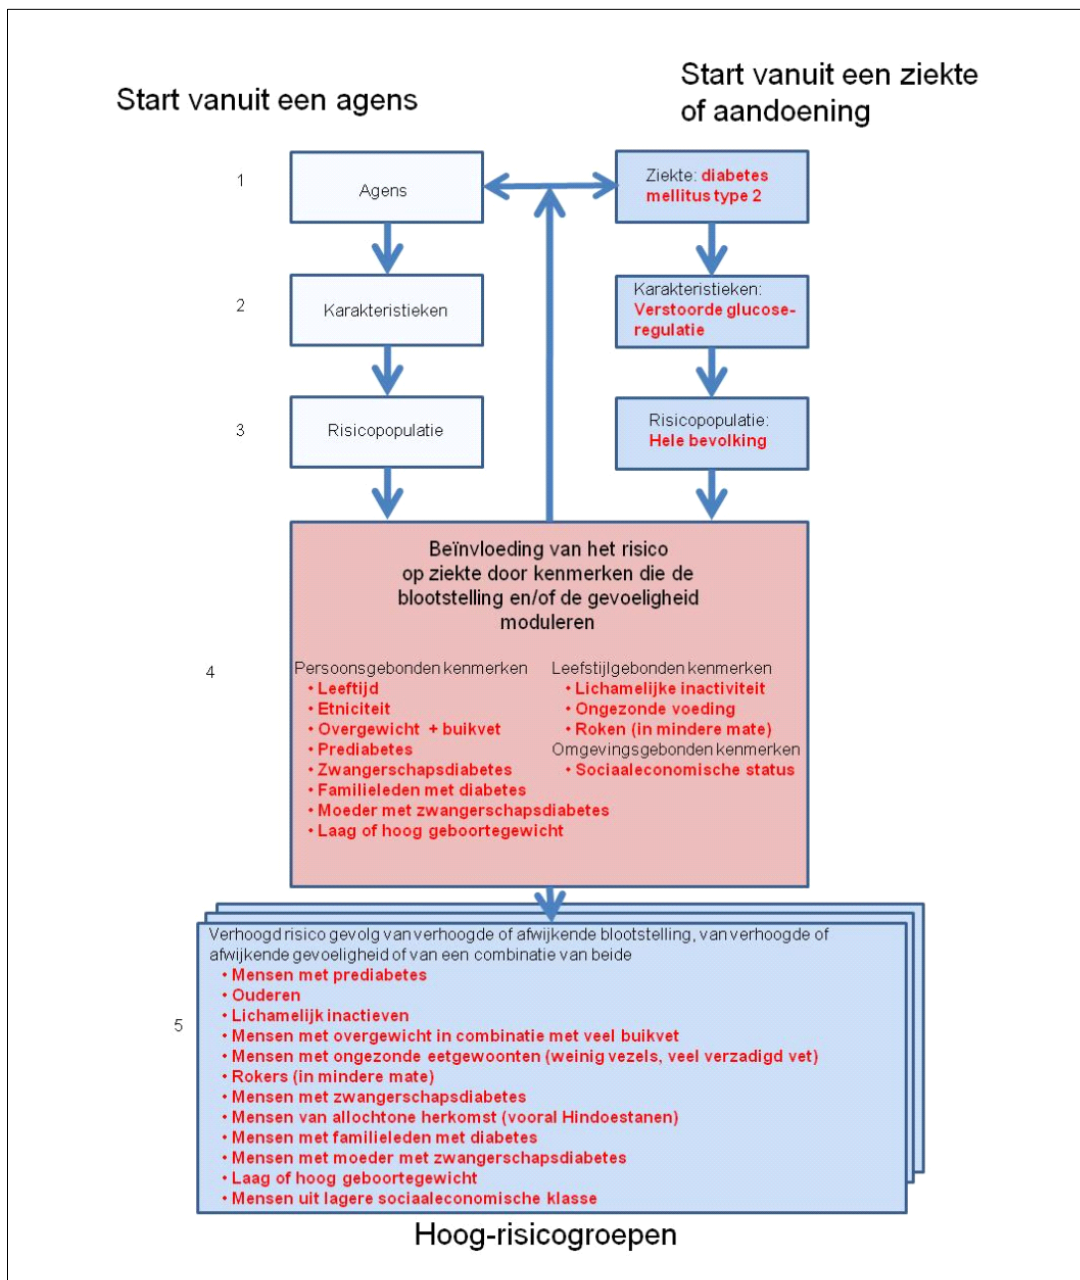 Start vanuit een agens
Start vanuit een ziekte
of aandoening
1
Agens
Ziekte: diabetes
mellitus type 2
2
Karakteristieken
Karakteristieken:
Verstoorde glucose-
regulatie
3
Risicopopulatie
Risicopopulatie:
Hele bevolking
Beïnvloeding van het risico
op ziekte door kenmerken die de
blootstelling en/of de gevoeligheid
moduleren
4
Persoonsgebonden kenmerken
• Leeftijd
• Etniciteit
• Overgewicht + buikvet
• Prediabetes
• Zwangerschapsdiabetes
• Familieleden met diabetes
• Moeder met zwangerschapsdiabetes
• Laag of hoog geboortegewicht
Leefstijlgebonden kenmerken
• Lichamelijke inactiviteit
• Ongezonde voeding
• Roken (in mindere mate)
Omgevingsgebonden kenmerken
• Sociaaleconomische status
5
Verhoogd risico gevolg van verhoogde of afwijkende blootstelling, van verhoogde of
afwijkende gevoeligheid of van een combinatie van beide
• Mensen met prediabetes
• Ouderen
• Lichamelijk inactieven
• Mensen met overgewicht in combinatie met veel buikvet
• Mensen met ongezonde eetgewoonten (weinig vezels, veel verzadigd vet)
• Rokers (in mindere mate)
• Mensen met zwangerschapsdiabetes
• Mensen van allochtone herkomst (vooral Hindoestanen)
• Mensen met familieleden met diabetes
• Mensen met moeder met zwangerschapsdiabetes
• Laag of hoog geboortegewicht
• Mensen uit lagere sociaaleconomische klasse
Hoog-risicogroepen